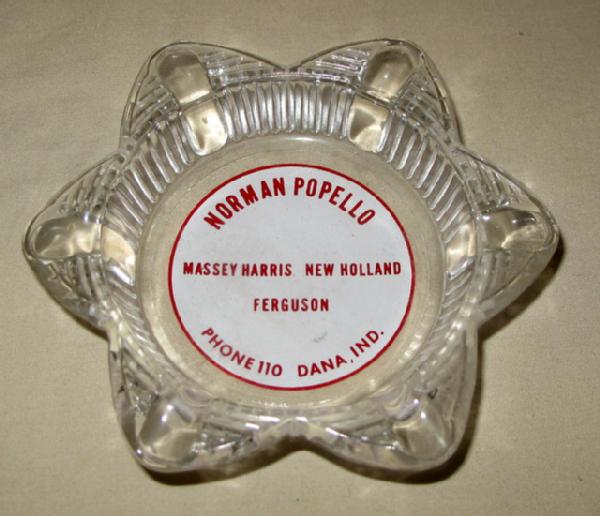 NORMAN POPELLO
MASSEY HARRIS NEW HOLLAND
FERGUSON
PHONE 110 DANA, IND.